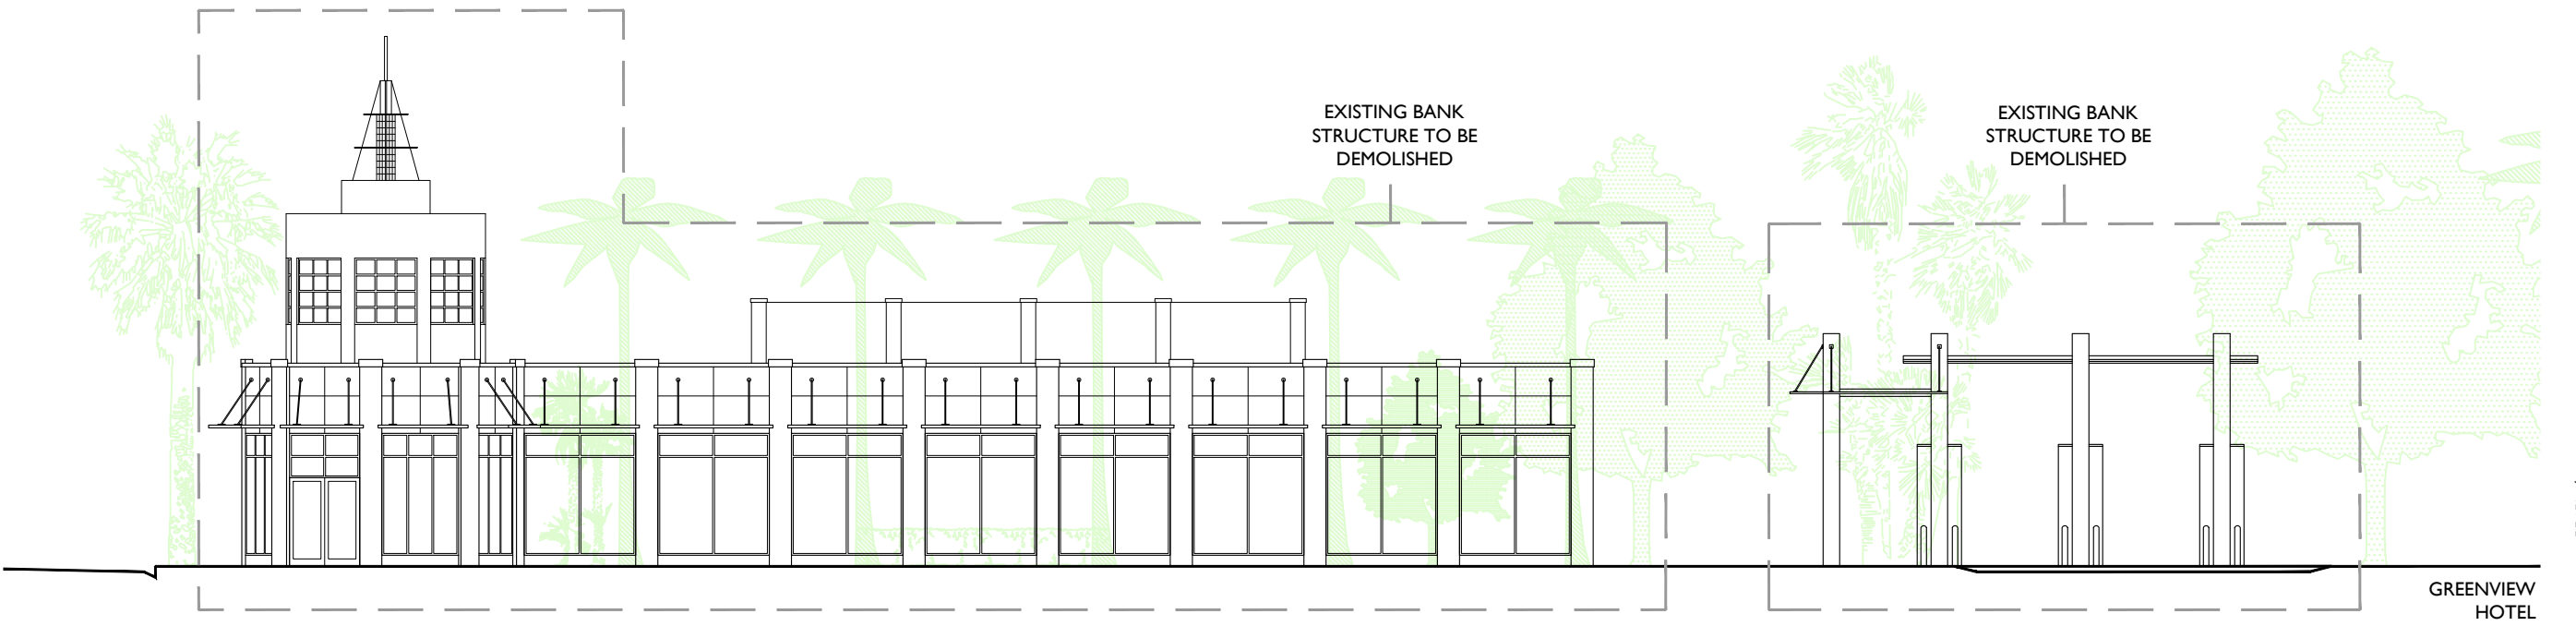 EXISTING BANK
STRUCTURE TO BE
DEMOLISHED
EXISTING BANK
STRUCTURE TO BE
DEMOLISHED
GREENVIEW
HOTEL